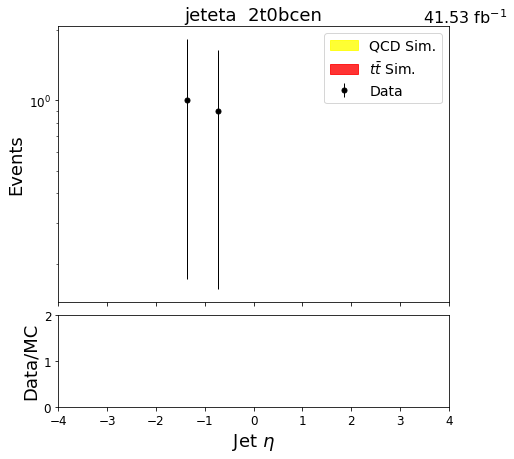 jeteta 2t0bcen
41.53 fb⁻¹
QCD Sim.
tt̄ Sim.
Data
10⁰
Events
2
1
0
Data/MC
−4 −3 −2 −1 0 1 2 3 4
Jet η